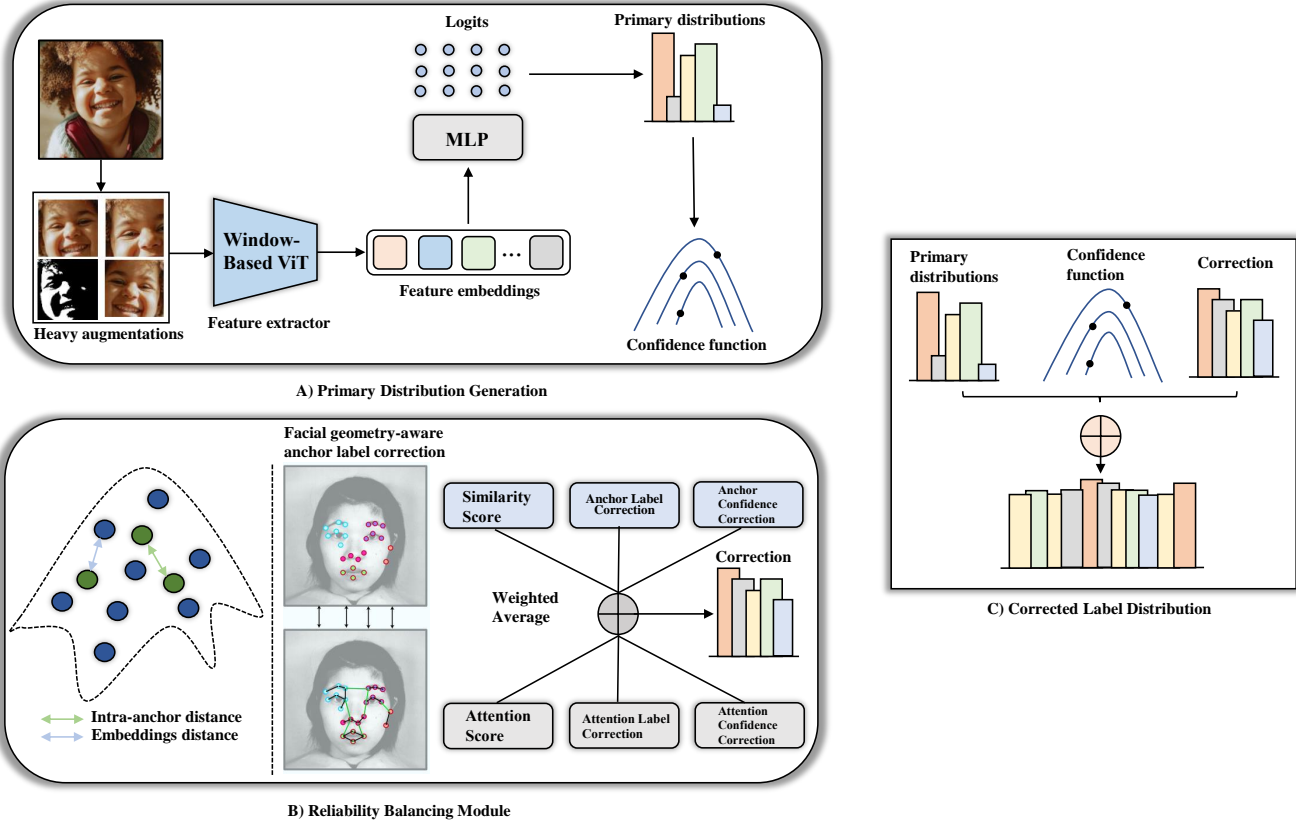 Logits
Primary distributions
MLP
Window-
Based ViT
Feature embeddings
Heavy augmentations
Feature extractor
Confidence function
A) Primary Distribution Generation
Facial geometry-aware
anchor label correction
Similarity
Score
Anchor Label
Correction
Anchor
Confidence
Correction
Weighted
Average
Correction
Attention
Score
Attention Label
Correction
Attention
Confidence
Correction
Intra-anchor distance
Embeddings distance
B) Reliability Balancing Module
Primary
distributions
Confidence
function
Correction
C) Corrected Label Distribution